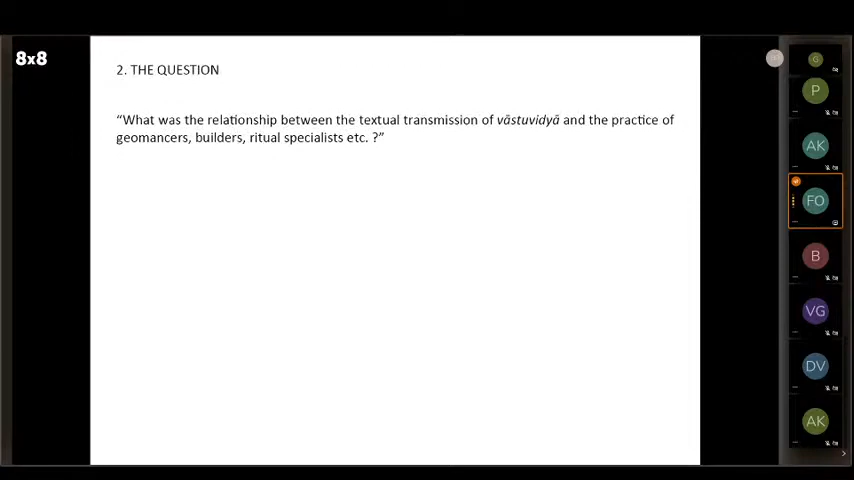 8x8
2. THE QUESTION
“What was the relationship between the textual transmission of vāstuvidyā and the practice of
geomancers, builders, ritual specialists etc. ?”
G
P
AK
FO
B
VG
DV
AK